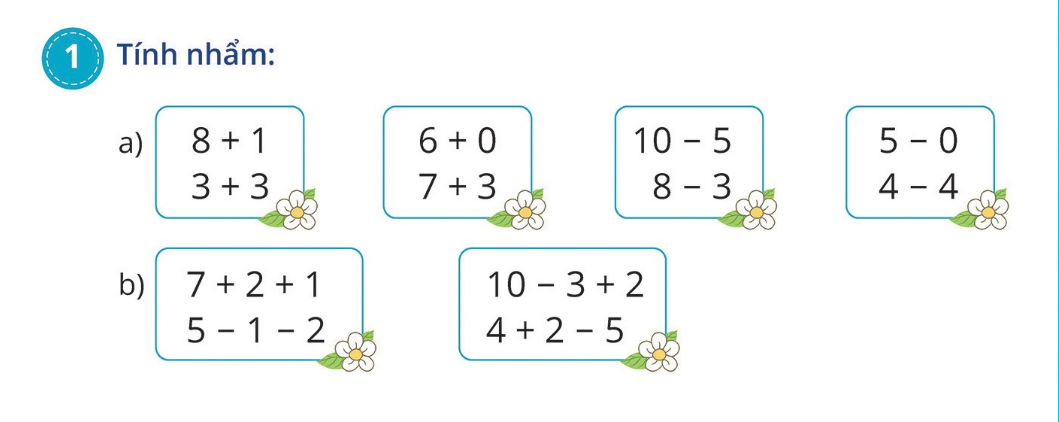 1 Tính nhẩm:
a) 8 + 1 6 + 0 10 − 5 5 − 0
3 + 3 7 + 3 8 − 3 4 − 4
b) 7 + 2 + 1 10 − 3 + 2
5 − 1 − 2 4 + 2 − 5